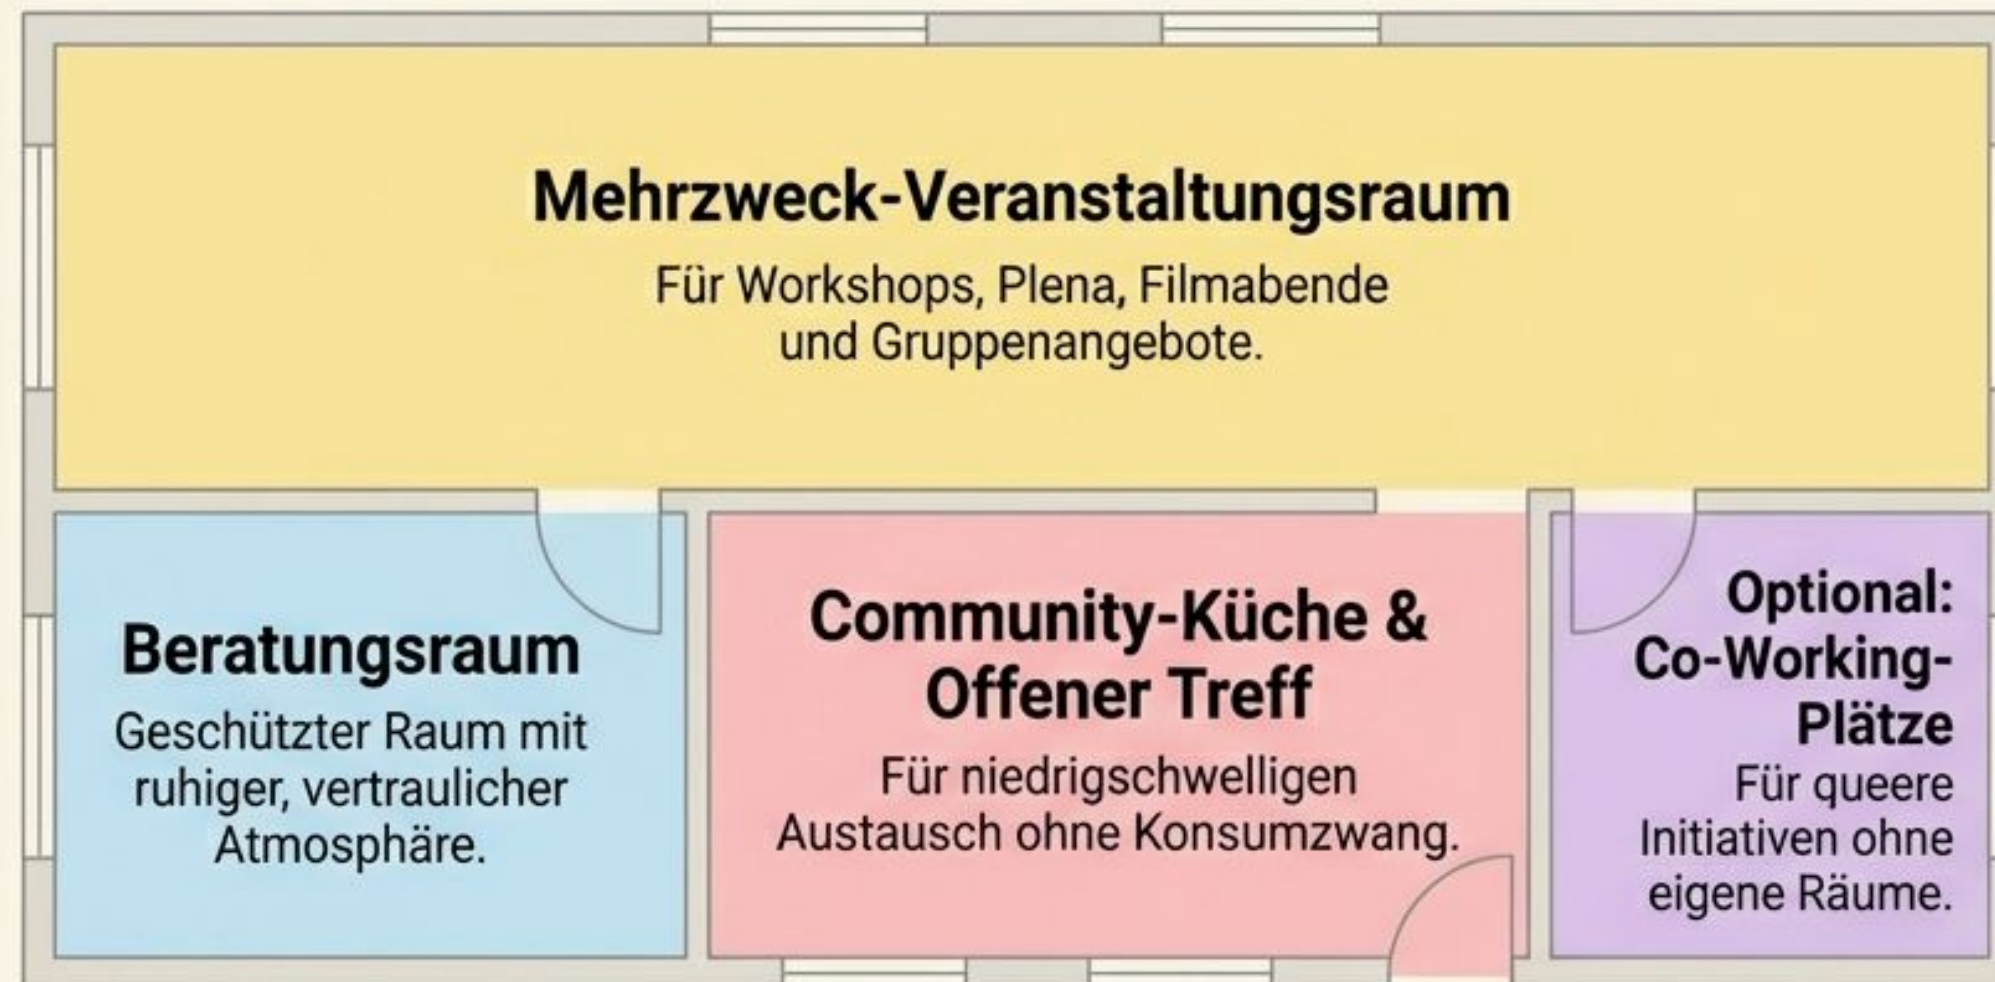 Mehrzweck-Veranstaltungsraum
Für Workshops, Plena, Filmabende
und Gruppenangebote.
Beratungsraum
Geschützter Raum mit
ruhiger, vertraulicher
Atmosphäre.
Community-Küche &
Offener Treff
Für niedrigschwelligen
Austausch ohne Konsumzwang.
Optional:
Co-Working-
Plätze
Für queere
Initiativen ohne
eigene Räume.